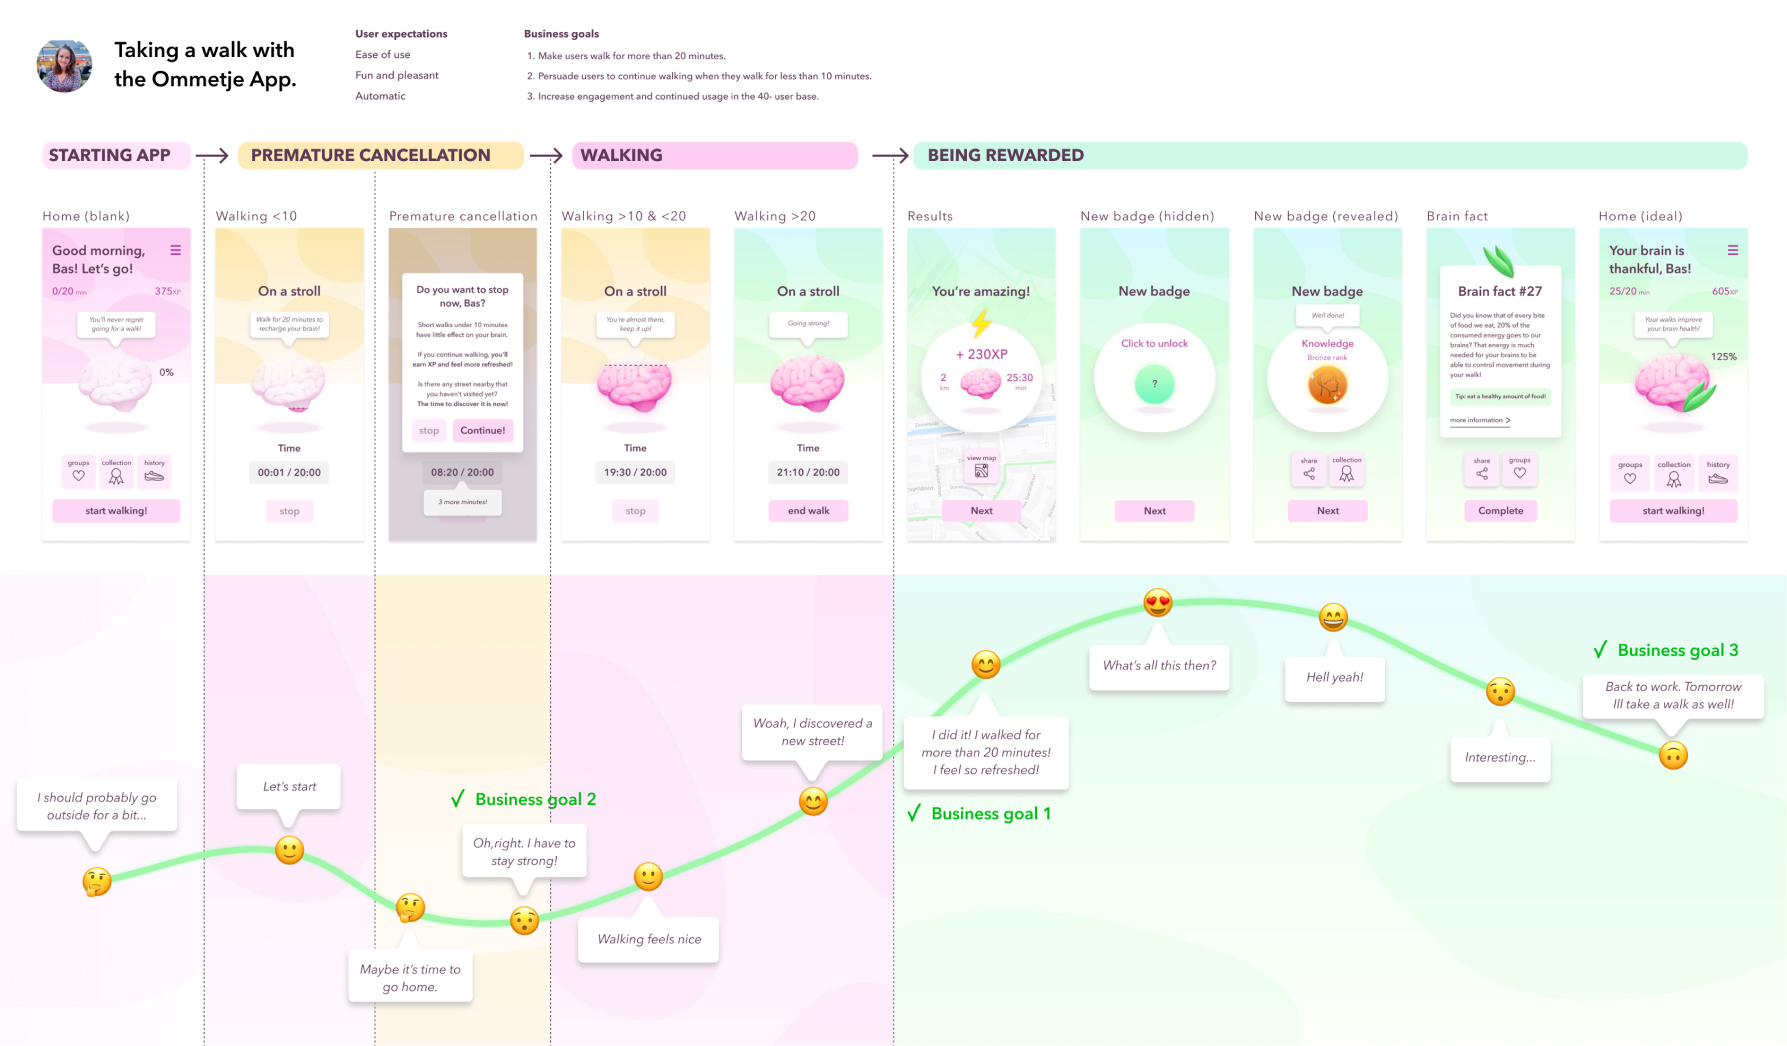 Taking a walk with
the Ommetje App.
User expectations
Ease of use
Fun and pleasant
Automatic
Business goals
1. Make users walk for more than 20 minutes.
2. Persuade users to continue walking when they walk for less than 10 minutes.
3. Increase engagement and continued usage in the 40- user base.
STARTING APP
PREMATURE CANCELLATION
WALKING
BEING REWARDED
Home (blank)
Good morning,
Bas! Let's go!
0/20 min
375XP
You'll never regret
going for a walk!
0%
groups
collection
history
start walking!
Walking <10
On a stroll
Walk for 20 minutes to
recharge your brain!
Time
00:01 / 20:00
stop
Premature cancellation
Do you want to stop
now, Bas?
Short walks under 10 minutes
have little effect on your brain.
If you continue walking, you'll
earn XP and feel more refreshed!
Is there any street nearby that
you haven't visited yet?
The time to discover it is now!
stop
Continue!
08:20 / 20:00
3 more minutes!
Walking >10 & <20
On a stroll
You're almost there,
keep it up!
Time
19:30 / 20:00
stop
Walking >20
On a stroll
Going strong!
Time
21:10 / 20:00
end walk
Results
You're amazing!
+ 230XP
2
km
25:30
min
view map
Next
New badge (hidden)
New badge
Click to unlock
?
Next
New badge (revealed)
New badge
Well done!
Knowledge
Bronze rank
share
collection
Next
Brain fact
Brain fact #27
Did you know that of every bite
of food we eat, 20% of the
consumed energy goes to our
brains? That energy is much
needed for your brains to be
able to control movement during
your walk!
Tip: eat a healthy amount of food!
more information >
share
groups
Complete
Home (ideal)
Your brain is
thankful, Bas!
25/20 min
605XP
Your walks improve
your brain health!
125%
groups
collection
history
start walking!
I should probably go
outside for a bit...
Let's start
Maybe it's time to
go home.
✓ Business goal 2
Oh,right. I have to
stay strong!
Walking feels nice
Woah, I discovered a
new street!
I did it! I walked for
more than 20 minutes!
I feel so refreshed!
✓ Business goal 1
What's all this then?
Hell yeah!
Interesting...
✓ Business goal 3
Back to work. Tomorrow
Ill take a walk as well!